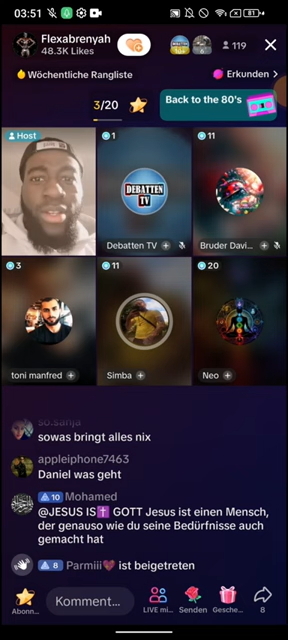 03:51
81
Flexabrenyah
48.3K Likes
119
Wöchentliche Rangliste
Erkunden >
3/20
Back to the 80's
Host
1
11
DEBATTEN
TV
Debatten TV
Bruder Davi...
3
11
20
toni manfred
Simba
Neo
so.sanja
sowas bringt alles nix
appleiphone7463
Daniel was geht
10 Mohamed
@JESUS IS✝️ GOTT Jesus ist einen Mensch,
der genauso wie du seine Bedürfnisse auch
gemacht hat
8 Parmiii❤️ ist beigetreten
Abonn...
Komment...
LIVE mi...
Senden
Gesche...
8